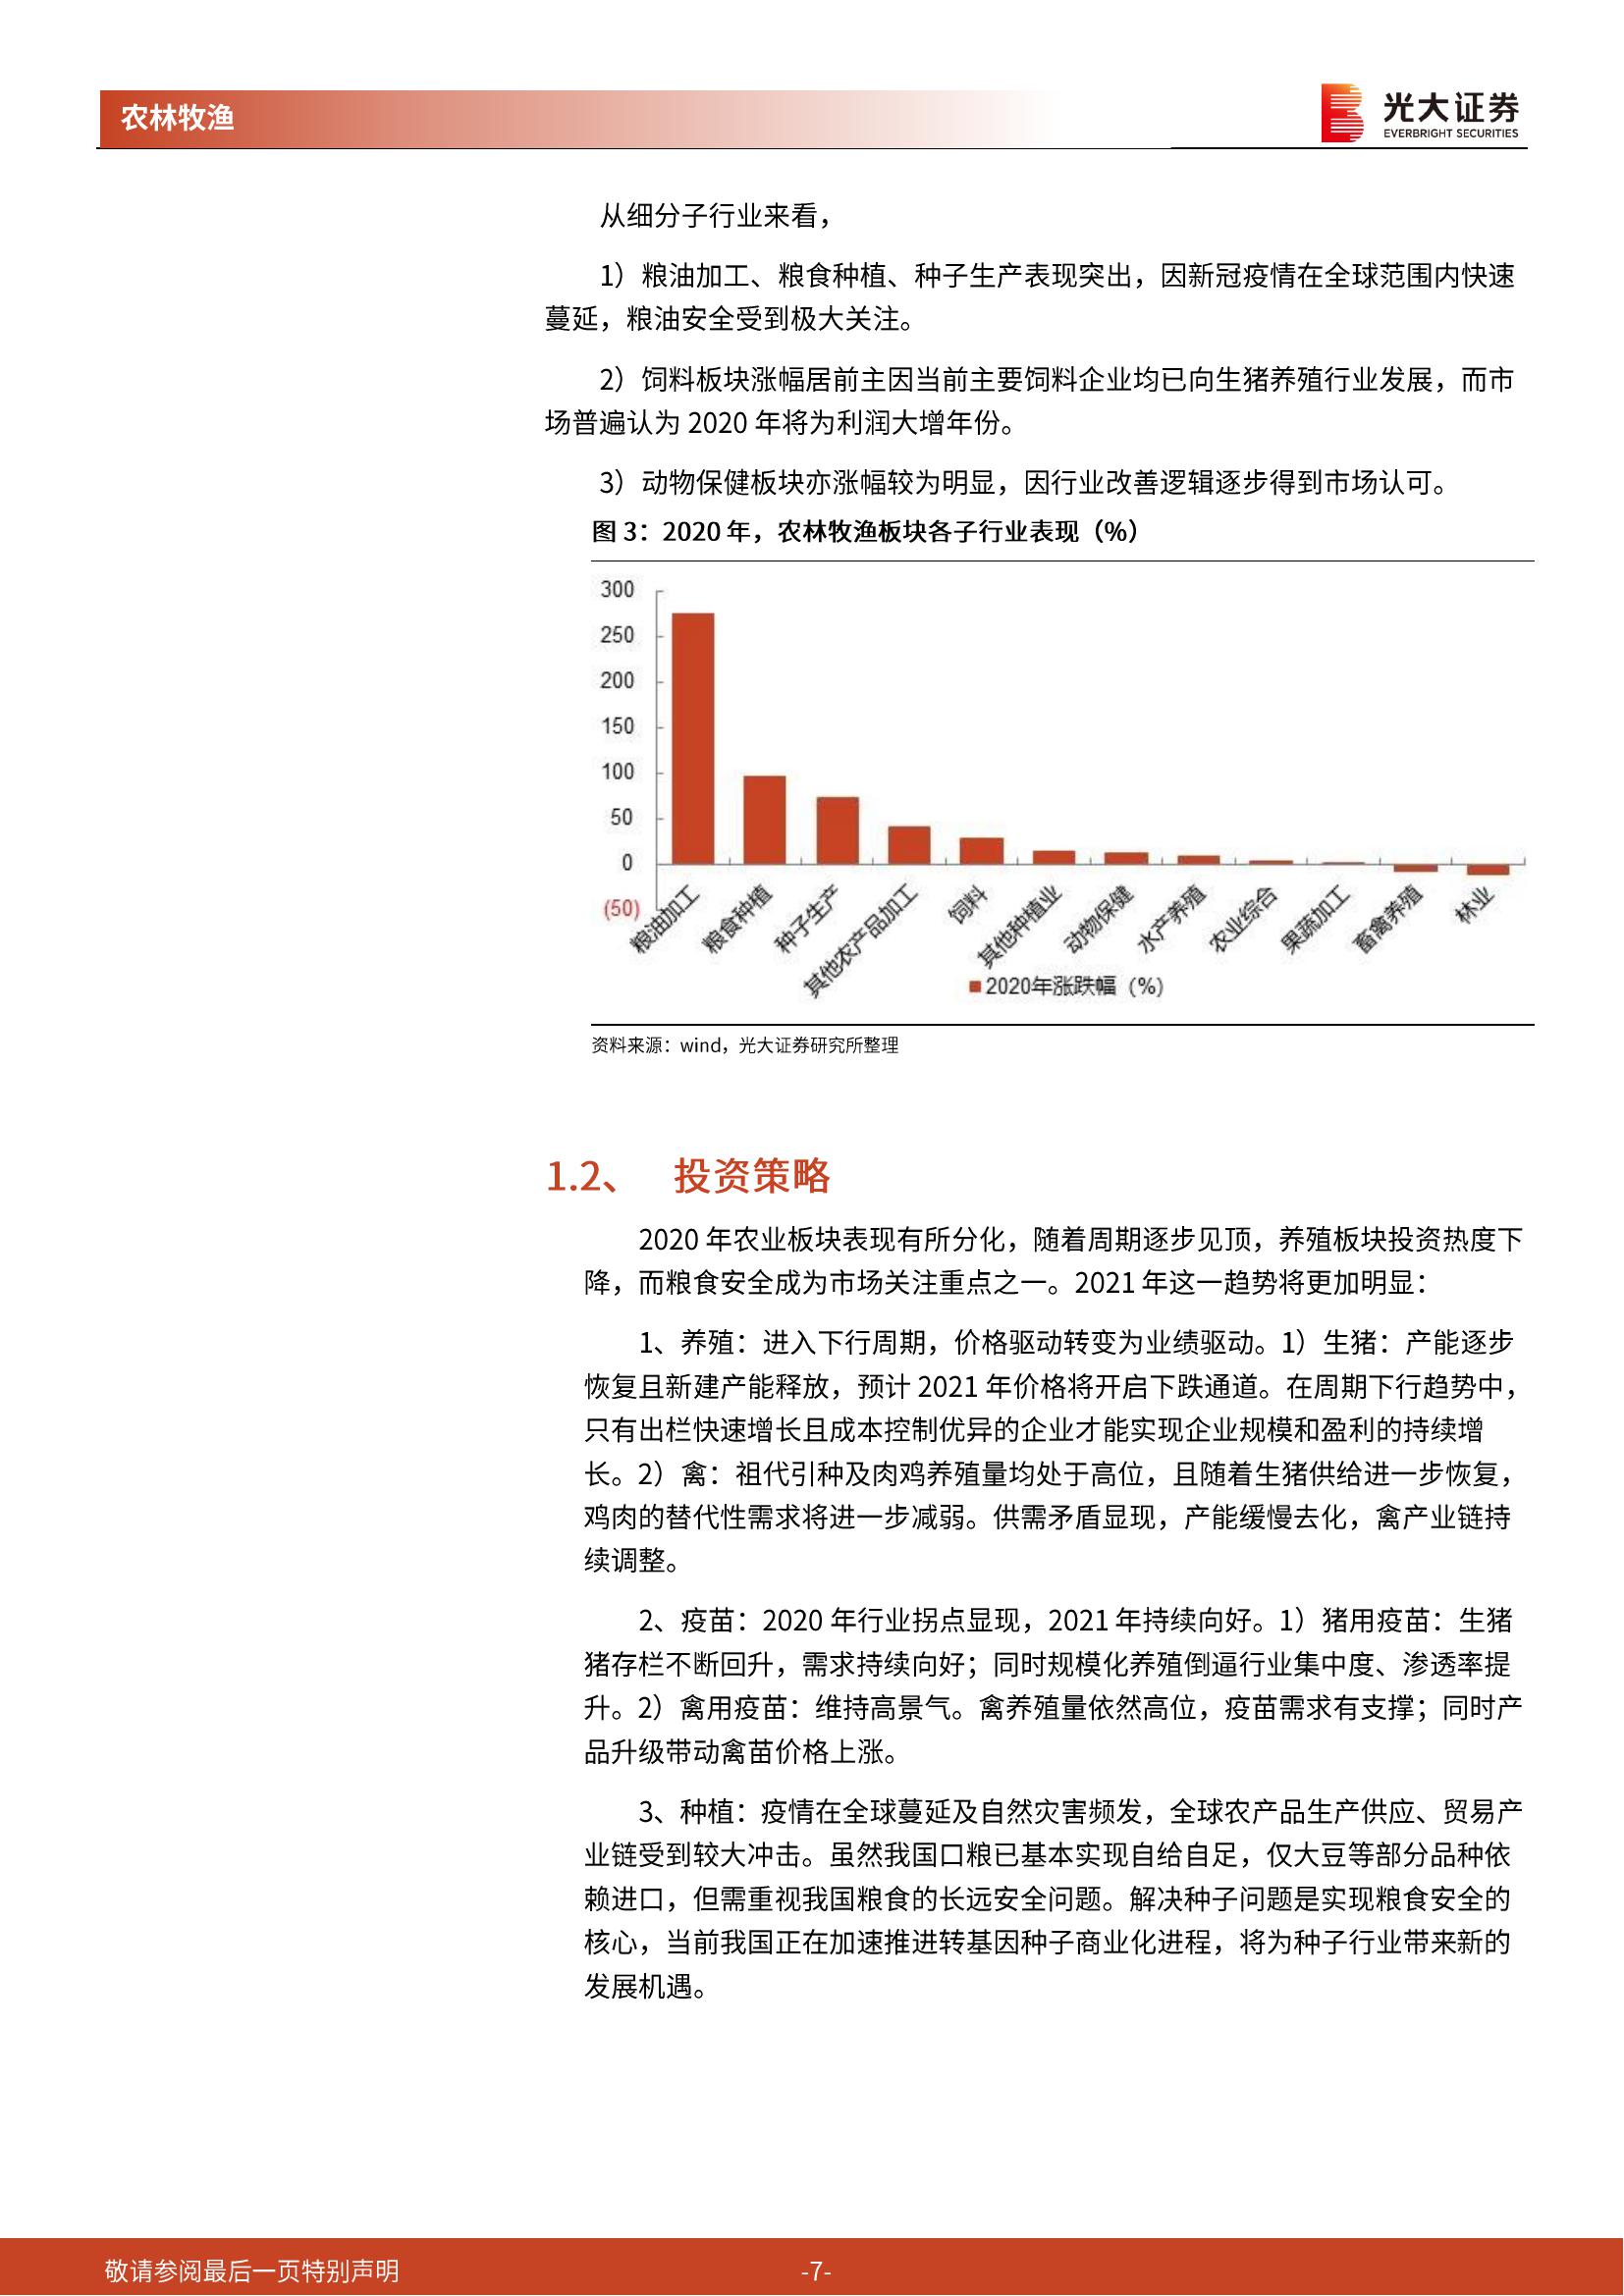 农林牧渔
光大证券
EVERBRIGHT SECURITIES
从细分子行业来看，
1）粮油加工、粮食种植、种子生产表现突出，因新冠疫情在全球范围内快速
蔓延，粮油安全受到极大关注。
2）饲料板块涨幅居前主因当前主要饲料企业均已向生猪养殖行业发展，而市
场普遍认为 2020 年将为利润大增年份。
3）动物保健板块亦涨幅较为明显，因行业改善逻辑逐步得到市场认可。
图 3：2020 年，农林牧渔板块各子行业表现（%）
300
250
200
150
100
50
0
(50)
粮油加工
粮食种植
种子生产
其他农产品加工
饲料
其他种植业
动物保健
水产养殖
农业综合
果蔬加工
畜禽养殖
林业
2020年涨跌幅（%）
资料来源：wind，光大证券研究所整理
1.2、 投资策略
2020 年农业板块表现有所分化，随着周期逐步见顶，养殖板块投资热度下
降，而粮食安全成为市场关注重点之一。2021 年这一趋势将更加明显：
1、养殖：进入下行周期，价格驱动转变为业绩驱动。1）生猪：产能逐步
恢复且新建产能释放，预计 2021 年价格将开启下跌通道。在周期下行趋势中，
只有出栏快速增长且成本控制优异的企业才能实现企业规模和盈利的持续增
长。2）禽：祖代引种及肉鸡养殖量均处于高位，且随着生猪供给进一步恢复，
鸡肉的替代性需求将进一步减弱。供需矛盾显现，产能缓慢去化，禽产业链持
续调整。
2、疫苗：2020 年行业拐点显现，2021 年持续向好。1）猪用疫苗：生猪
猪存栏不断回升，需求持续向好；同时规模化养殖倒逼行业集中度、渗透率提
升。2）禽用疫苗：维持高景气。禽养殖量依然高位，疫苗需求有支撑；同时产
品升级带动禽苗价格上涨。
3、种植：疫情在全球蔓延及自然灾害频发，全球农产品生产供应、贸易产
业链受到较大冲击。虽然我国口粮已基本实现自给自足，仅大豆等部分品种依
赖进口，但需重视我国粮食的长远安全问题。解决种子问题是实现粮食安全的
核心，当前我国正在加速推进转基因种子商业化进程，将为种子行业带来新的
发展机遇。
敬请参阅最后一页特别声明
-7-